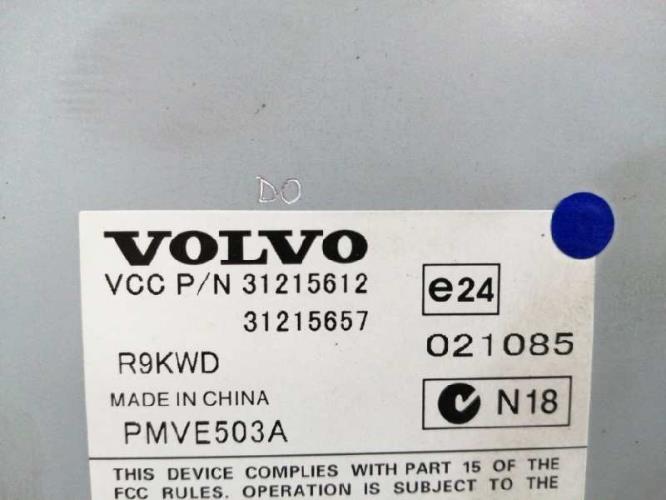 DO
VOLVO
VCC P/N 31215612
31215657
e24
021085
R9KWD
MADE IN CHINA
PMVE503A
N18
THIS DEVICE COMPLIES WITH PART 15 OF THE
FCC RULES. OPERATION IS SUBJECT TO THE